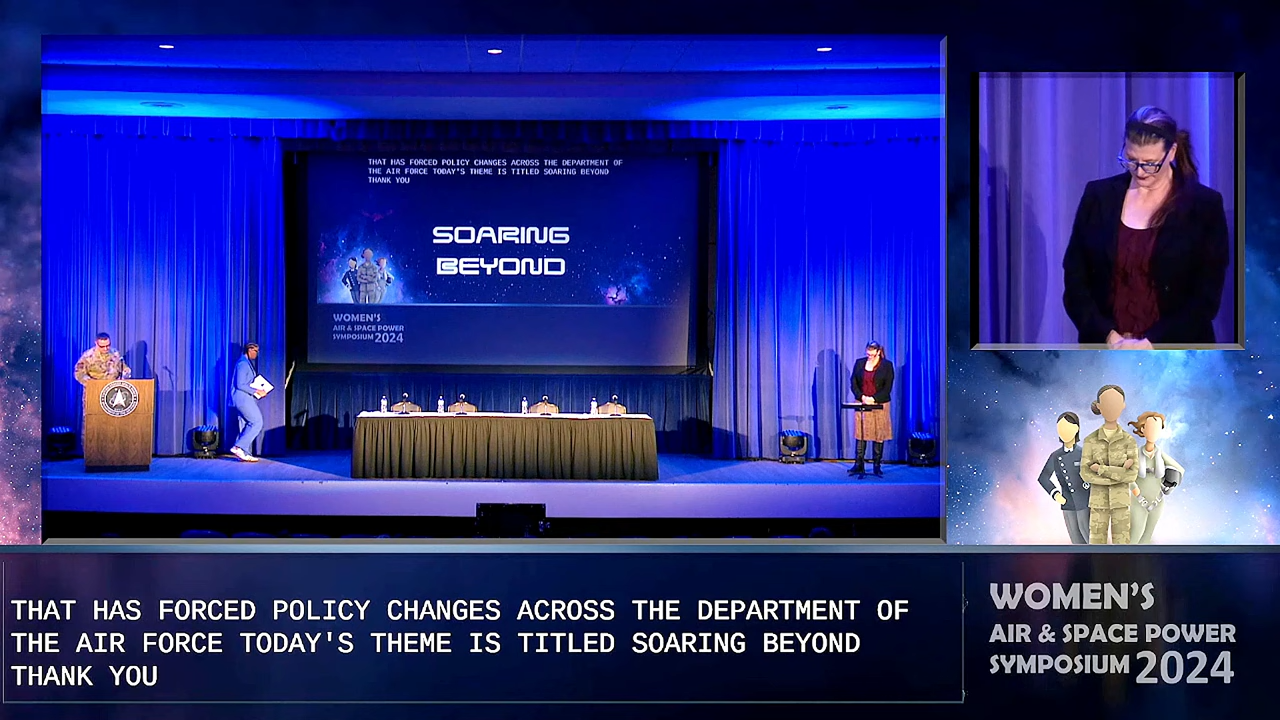 THAT HAS FORCED POLICY CHANGES ACROSS THE DEPARTMENT OF
THE AIR FORCE TODAY'S THEME IS TITLED SOARING BEYOND
THANK YOU
SOARING
BEYOND
WOMEN'S
AIR & SPACE POWER
SYMPOSIUM 2024
THAT HAS FORCED POLICY CHANGES ACROSS THE DEPARTMENT OF
THE AIR FORCE TODAY'S THEME IS TITLED SOARING BEYOND
THANK YOU
WOMEN'S
AIR & SPACE POWER
SYMPOSIUM 2024